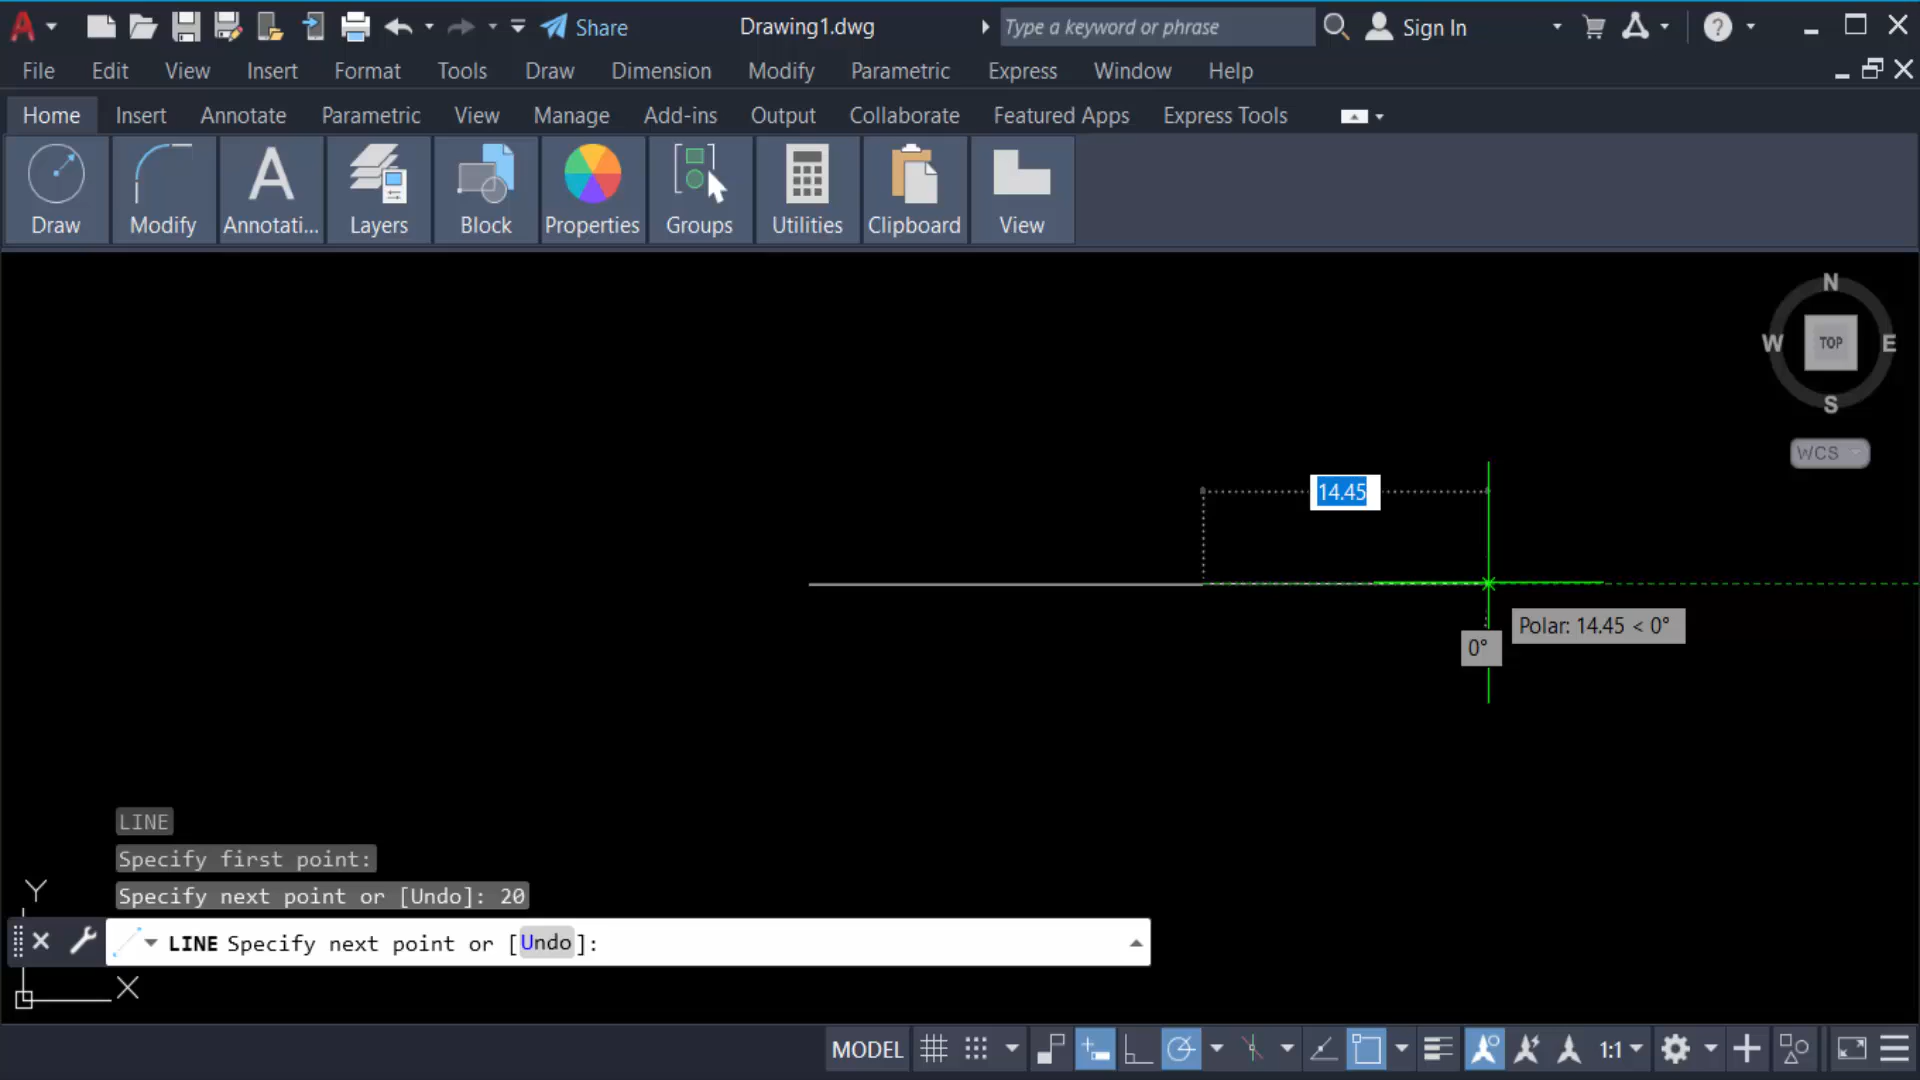 Share
Drawing1.dwg
Type a keyword or phrase
Sign In
File Edit View Insert Format Tools Draw Dimension Modify Parametric Express Window Help
Home Insert Annotate Parametric View Manage Add-ins Output Collaborate Featured Apps Express Tools
Draw Modify Annotati... Layers Block Properties Groups Utilities Clipboard View
N
W TOP E
S
WCS
14.45
Polar: 14.45 < 0°
0°
LINE
Specify first point:
Specify next point or [Undo]: 20
LINE Specify next point or [Undo]:
Y
X
MODEL 1:1